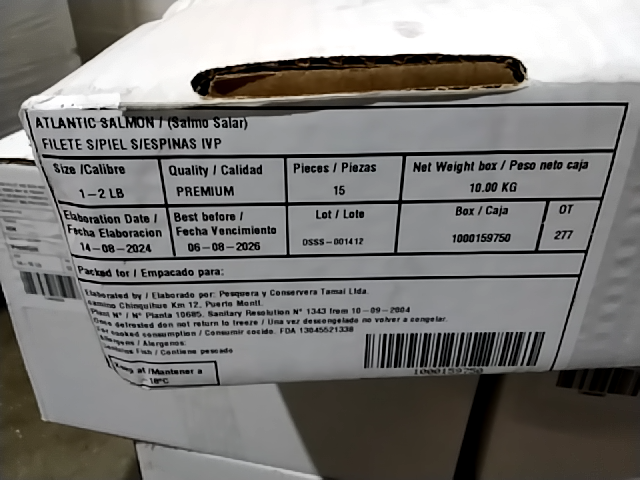 ATLANTIC SALMON / (Salmo Salar)
FILETE S/PIEL S/ESPINAS IVP
Size /Calibre
1-2 LB
Quality / Calidad
PREMIUM
Pieces / Piezas
15
Net Weight box / Peso neto caja
10.00 KG
Elaboration Date /
Fecha Elaboracion
14-08-2024
Best before /
Fecha Vencimiento
06-08-2026
Lot / Lote
DSSS-001412
Box / Caja
1000159750
OT
277
Packed for / Empacado para:
Elaborated by / Elaborado por: Pesquera y Conservera Tamai Ltda.
Camino Chinquihue Km 12, Puerto Montt.
Plant N° / N° Planta 10685. Sanitary Resolution N° 1343 from 10-09-2004
Once defrosted don not return to freeze / Una vez descongelado no volver a congelar.
For cooked consumption / Consumir cocido. FDA 13045521338
Allergens / Alergenos:
Contains Fish / Contiene pescado
Keep at /Mantener a
-18°C
1000159750